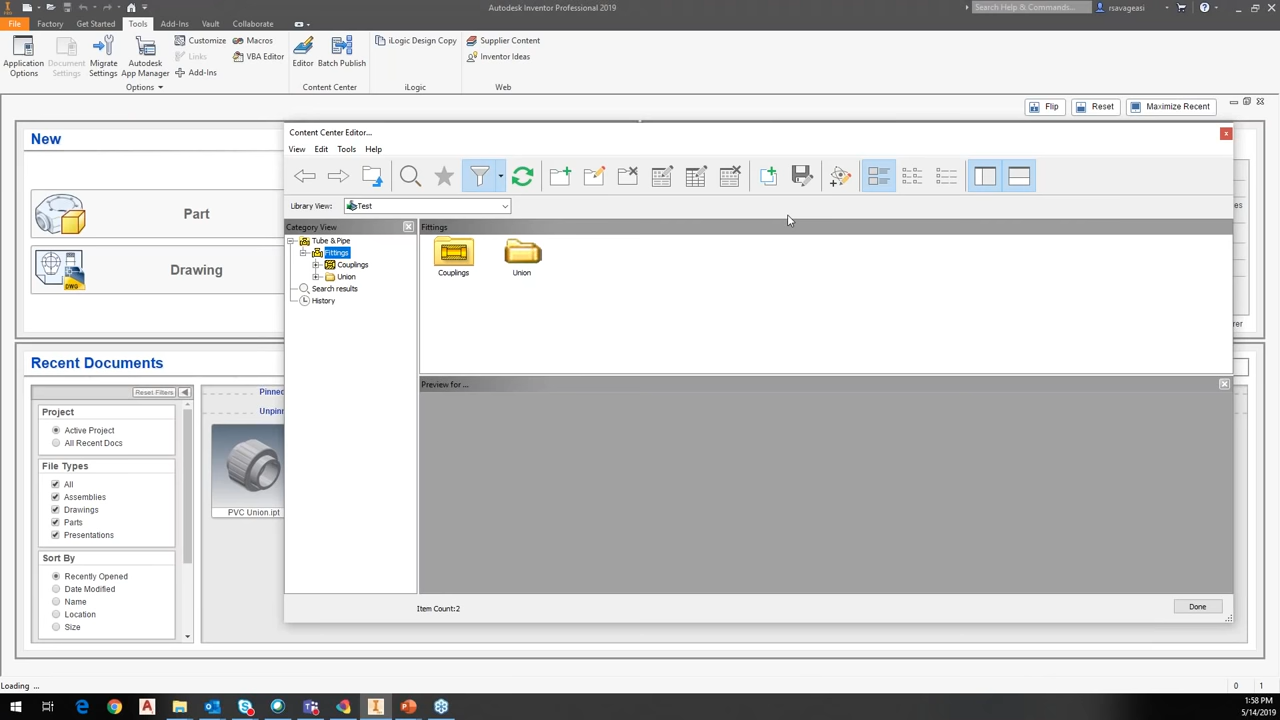 Autodesk Inventor Professional 2019
Search Help & Commands...
rsavageasi
File
Factory
Get Started
Tools
Add-Ins
Vault
Collaborate
Application Options
Document Settings
Migrate Settings
Autodesk App Manager
Customize
Links
Add-Ins
Macros
VBA Editor
Editor
Batch Publish
iLogic Design Copy
Supplier Content
Inventor Ideas
Options
Content Center
iLogic
Web
Flip
Reset
Maximize Recent
New
Part
Drawing
DWG
Content Center Editor...
View Edit Tools Help
Library View:
Test
Category View
Fittings
Tube & Pipe
Fittings
Couplings
Union
Search results
History
Couplings
Union
Preview for ...
Item Count:2
Done
Recent Documents
Reset Filters
Project
Active Project
All Recent Docs
File Types
All
Assemblies
Drawings
Parts
Presentations
Sort By
Recently Opened
Date Modified
Name
Location
Size
Pinned
Unpinn
PVC Union.ipt
Loading ...
0
1
1:58 PM
5/14/2019